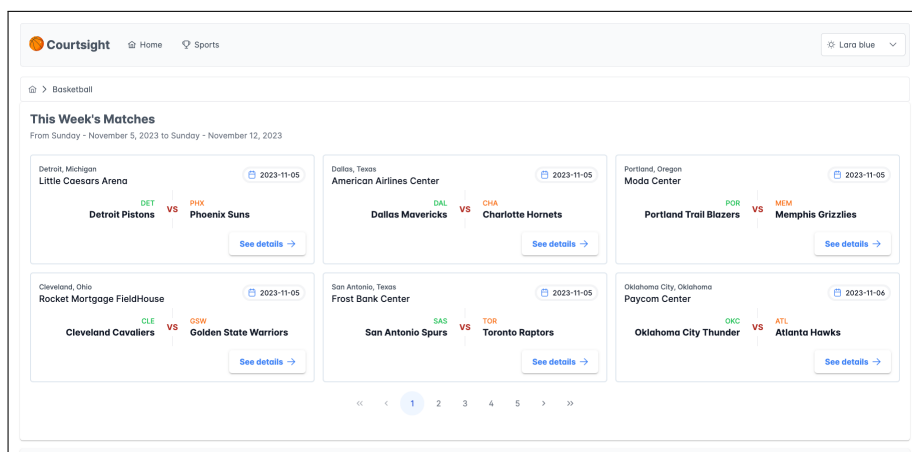 Courtsight Home Sports Lara blue
Basketball
This Week's Matches
From Sunday - November 5, 2023 to Sunday - November 12, 2023
Detroit, Michigan
Little Caesars Arena
2023-11-05
DET VS PHX
Detroit Pistons Phoenix Suns
See details →
Dallas, Texas
American Airlines Center
2023-11-05
DAL VS CHA
Dallas Mavericks Charlotte Hornets
See details →
Portland, Oregon
Moda Center
2023-11-05
POR VS MEM
Portland Trail Blazers Memphis Grizzlies
See details →
Cleveland, Ohio
Rocket Mortgage FieldHouse
2023-11-05
CLE VS GSW
Cleveland Cavaliers Golden State Warriors
See details →
San Antonio, Texas
Frost Bank Center
2023-11-05
SAS VS TOR
San Antonio Spurs Toronto Raptors
See details →
Oklahoma City, Oklahoma
Paycom Center
2023-11-06
OKC VS ATL
Oklahoma City Thunder Atlanta Hawks
See details →
« ‹ 1 2 3 4 5 › »